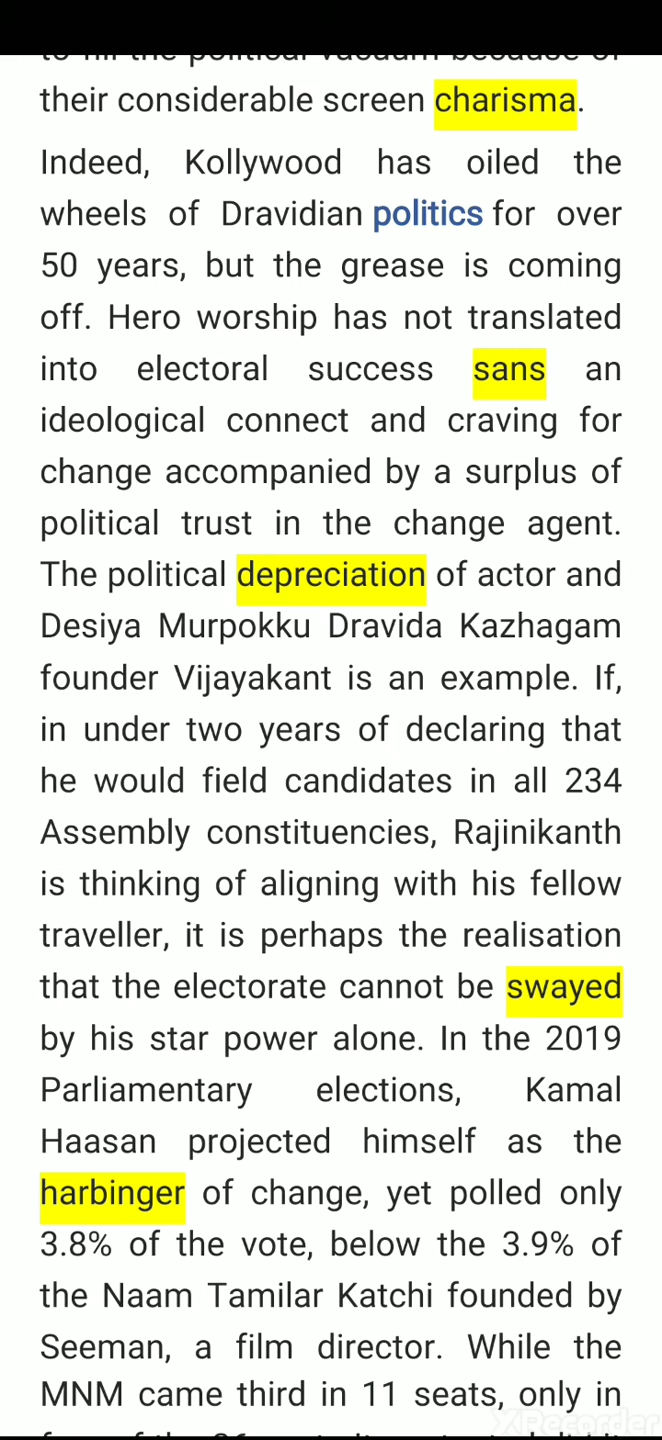 to fill the political vacuum because of
their considerable screen charisma.
Indeed, Kollywood has oiled the
wheels of Dravidian politics for over
50 years, but the grease is coming
off. Hero worship has not translated
into electoral success sans an
ideological connect and craving for
change accompanied by a surplus of
political trust in the change agent.
The political depreciation of actor and
Desiya Murpokku Dravida Kazhagam
founder Vijayakant is an example. If,
in under two years of declaring that
he would field candidates in all 234
Assembly constituencies, Rajinikanth
is thinking of aligning with his fellow
traveller, it is perhaps the realisation
that the electorate cannot be swayed
by his star power alone. In the 2019
Parliamentary elections, Kamal
Haasan projected himself as the
harbinger of change, yet polled only
3.8% of the vote, below the 3.9% of
the Naam Tamilar Katchi founded by
Seeman, a film director. While the
MNM came third in 11 seats, only in
XRecorder